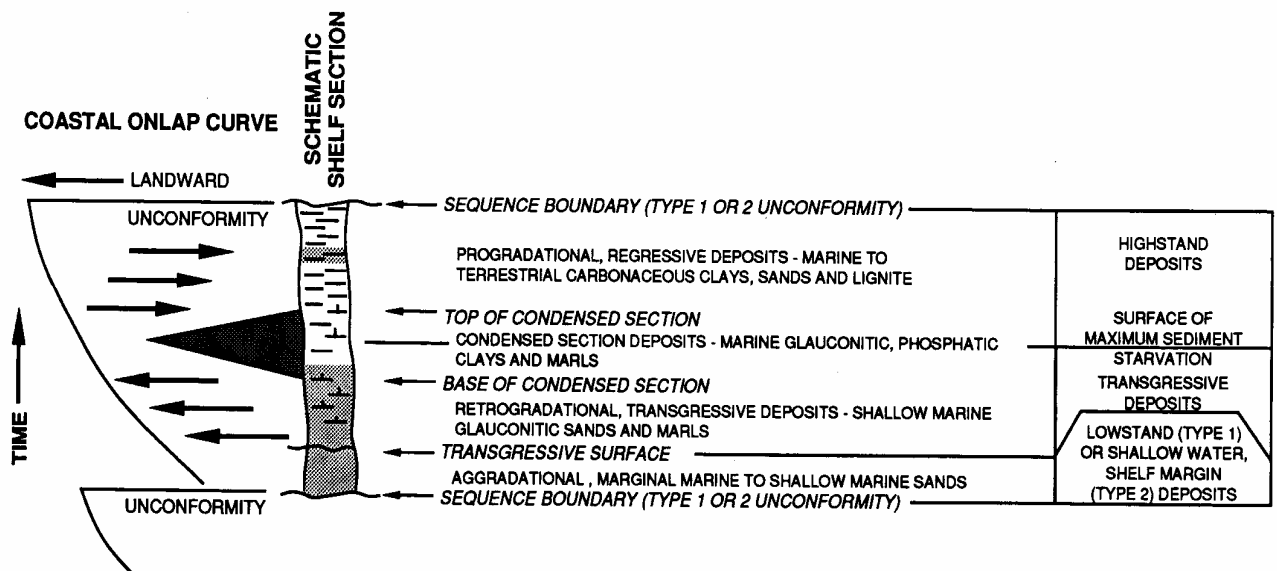 SCHEMATIC
SHELF SECTION
COASTAL ONLAP CURVE
LANDWARD
UNCONFORMITY
SEQUENCE BOUNDARY (TYPE 1 OR 2 UNCONFORMITY)
PROGRADATIONAL, REGRESSIVE DEPOSITS - MARINE TO
TERRESTRIAL CARBONACEOUS CLAYS, SANDS AND LIGNITE
HIGHSTAND
DEPOSITS
TOP OF CONDENSED SECTION
CONDENSED SECTION DEPOSITS - MARINE GLAUCONITIC, PHOSPHATIC
CLAYS AND MARLS
SURFACE OF
MAXIMUM SEDIMENT
STARVATION
BASE OF CONDENSED SECTION
RETROGRADATIONAL, TRANSGRESSIVE DEPOSITS - SHALLOW MARINE
GLAUCONITIC SANDS AND MARLS
TRANSGRESSIVE
DEPOSITS
TIME
TRANSGRESSIVE SURFACE
AGGRADATIONAL , MARGINAL MARINE TO SHALLOW MARINE SANDS
LOWSTAND (TYPE 1)
OR SHALLOW WATER,
SHELF MARGIN
(TYPE 2) DEPOSITS
UNCONFORMITY
SEQUENCE BOUNDARY (TYPE 1 OR 2 UNCONFORMITY)